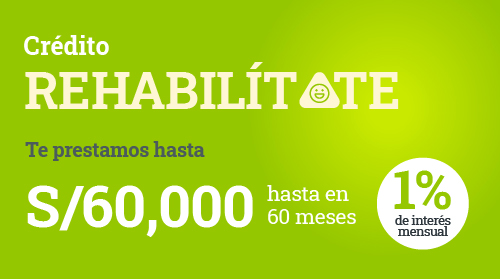 Crédito
REHABILÍTATE
Te prestamos hasta
S/60,000
hasta en
60 meses
1%
de interés
mensual